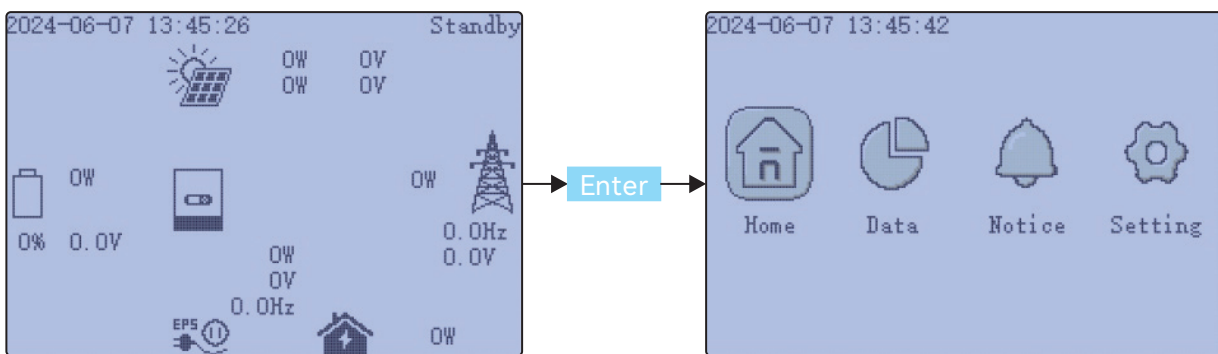 2024-06-07 13:45:26 Standby
0W 0V
0W 0V
0W
0W
0% 0.0V
0.0Hz
0.0V
0W
0V
0.0Hz
EPS
0W
Enter
2024-06-07 13:45:42
Home Data Notice Setting